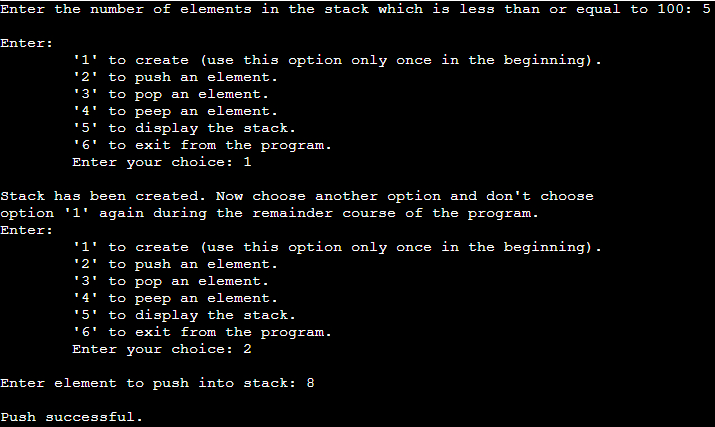 Enter the number of elements in the stack which is less than or equal to 100: 5
Enter:
'1' to create (use this option only once in the beginning).
'2' to push an element.
'3' to pop an element.
'4' to peep an element.
'5' to display the stack.
'6' to exit from the program.
Enter your choice: 1
Stack has been created. Now choose another option and don't choose
option '1' again during the remainder course of the program.
Enter:
'1' to create (use this option only once in the beginning).
'2' to push an element.
'3' to pop an element.
'4' to peep an element.
'5' to display the stack.
'6' to exit from the program.
Enter your choice: 2
Enter element to push into stack: 8
Push successful.